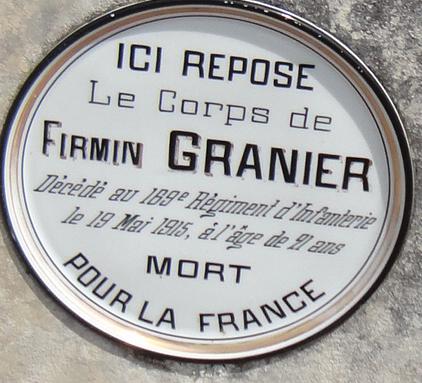 ICI REPOSE
Le Corps de
FIRMIN GRANIER
Décédé au 169e Régiment d'Infanterie
le 19 Mai 1915, à l'âge de 21 ans
MORT
POUR LA FRANCE